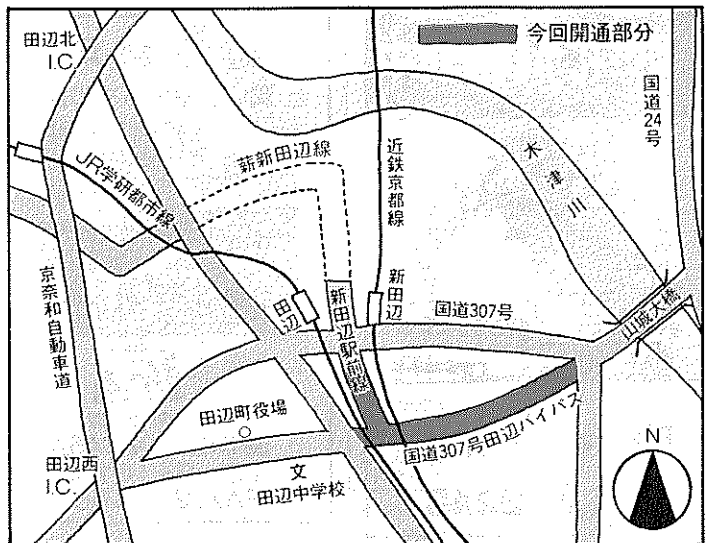 今回開通部分
田辺北
I.C.
国道24号
JR学研都市線
薪新田辺線
近鉄京都線
木津川
京奈和自動車道
田辺
新田辺駅前線
新田辺
国道307号
山城大橋
田辺町役場
国道307号田辺バイパス
田辺西
I.C.
文
田辺中学校
N